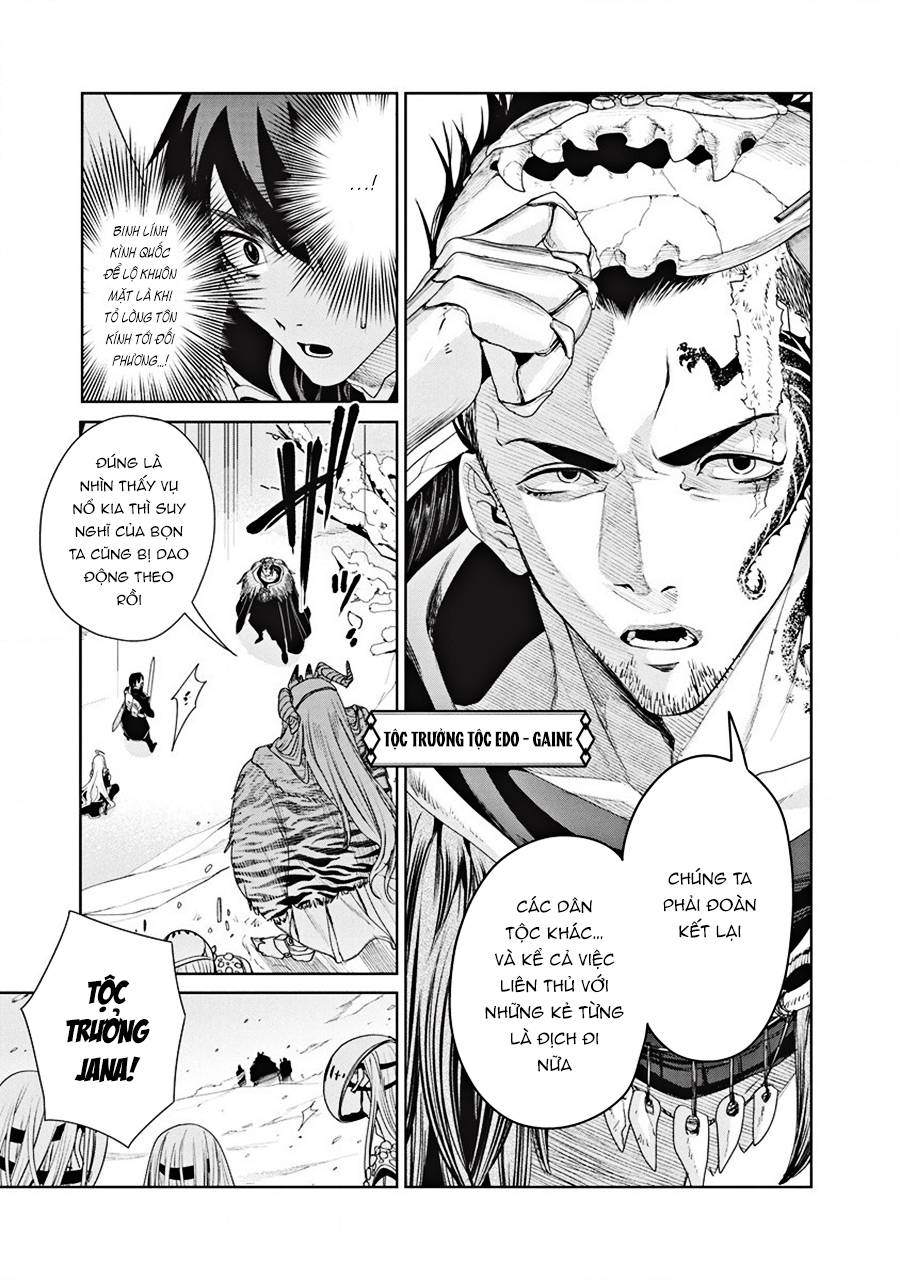 CHÚNG TA
PHẢI ĐOÀN
KẾT LẠI
CÁC DÂN
TỘC KHÁC...
VÀ KỂ CẢ VIỆC
LIÊN THỦ VỚI
NHỮNG KẺ TỪNG
LÀ ĐỊCH ĐI
NỮA
TỘC TRƯỞNG TỘC EDO - GAINE
...!
BINH LÍNH
KÌNH QUỐC
ĐỂ LỘ KHUÔN
MẶT LÀ KHI
TỎ LÒNG TÔN
KÍNH TỚI ĐỐI
PHƯƠNG...!
ĐÚNG LÀ
NHÌN THẤY VỤ
NỔ KIA THÌ SUY
NGHĨ CỦA BỌN
TA CŨNG BỊ DAO
ĐỘNG THEO
RỒI
TỘC
TRƯỞNG
JANA!